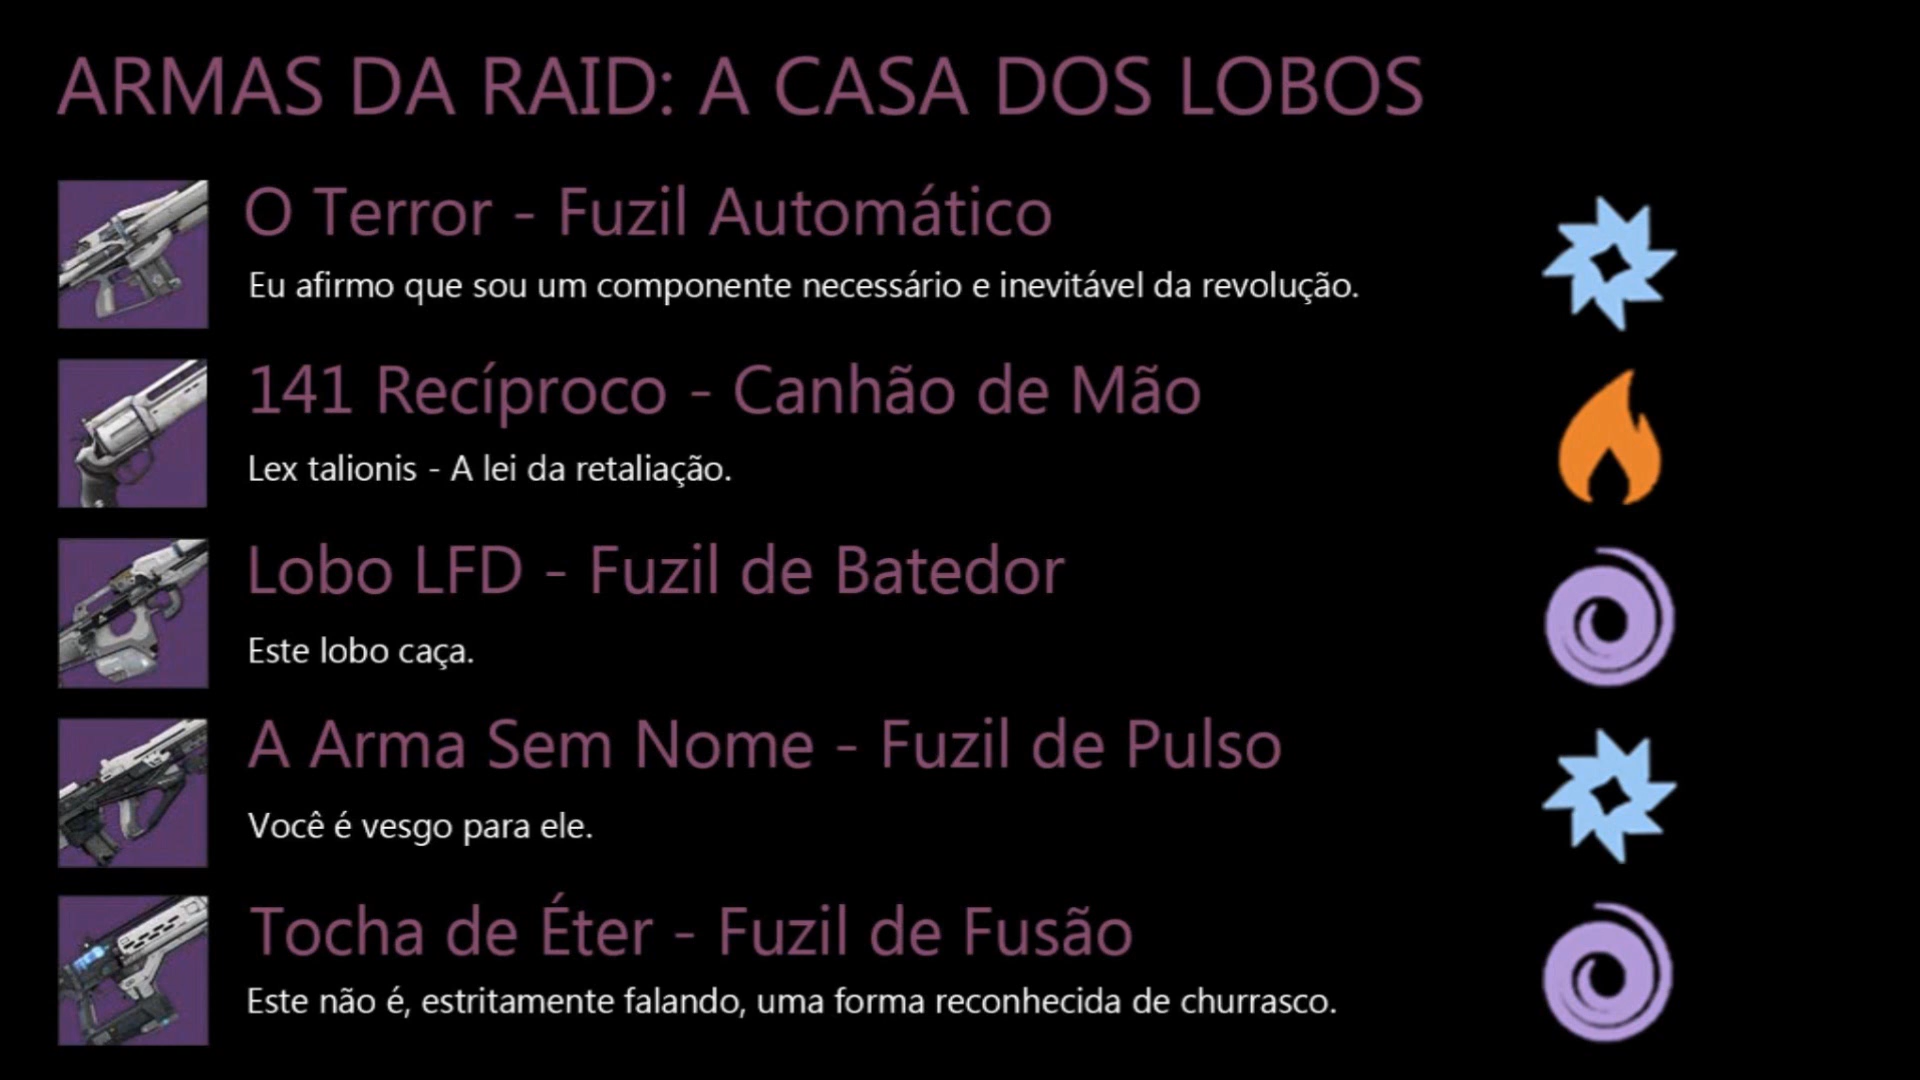 ARMAS DA RAID: A CASA DOS LOBOS
O Terror - Fuzil Automático
Eu afirmo que sou um componente necessário e inevitável da revolução.
141 Recíproco - Canhão de Mão
Lex talionis - A lei da retaliação.
Lobo LFD - Fuzil de Batedor
Este lobo caça.
A Arma Sem Nome - Fuzil de Pulso
Você é vesgo para ele.
Tocha de Éter - Fuzil de Fusão
Este não é, estritamente falando, uma forma reconhecida de churrasco.